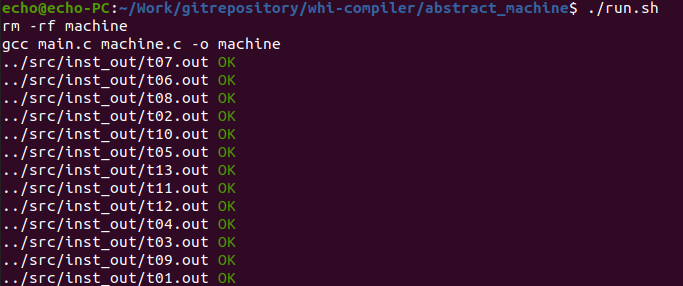 echo@echo-PC:~/Work/gitrepository/whi-compiler/abstract_machine$ ./run.sh
rm -rf machine
gcc main.c machine.c -o machine
../src/inst_out/t07.out OK
../src/inst_out/t06.out OK
../src/inst_out/t08.out OK
../src/inst_out/t02.out OK
../src/inst_out/t10.out OK
../src/inst_out/t05.out OK
../src/inst_out/t13.out OK
../src/inst_out/t11.out OK
../src/inst_out/t12.out OK
../src/inst_out/t04.out OK
../src/inst_out/t03.out OK
../src/inst_out/t09.out OK
../src/inst_out/t01.out OK